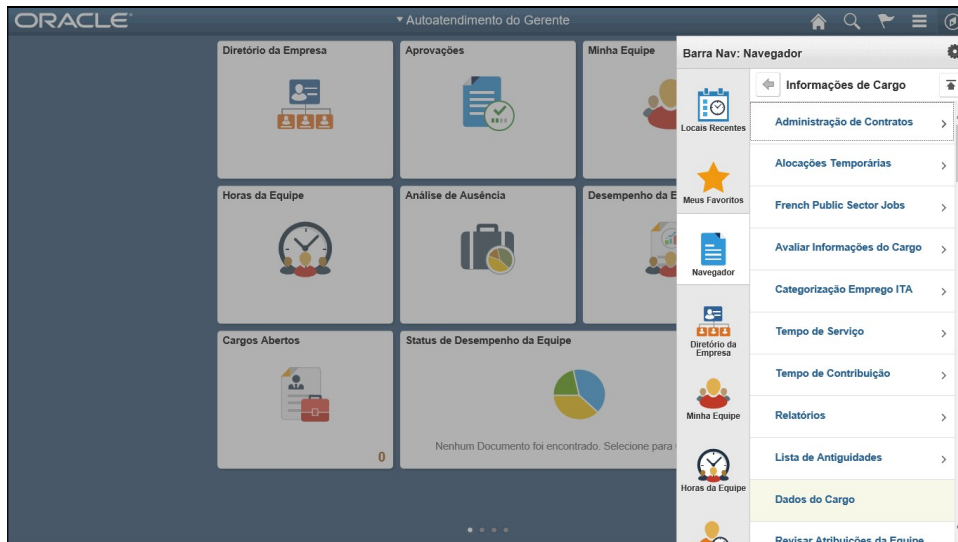 ORACLE
Autoatendimento do Gerente
Diretório da Empresa
Aprovações
Minha Equipe
Horas da Equipe
Análise de Ausência
Desempenho da E
Cargos Abertos
0
Status de Desempenho da Equipe
Nenhum Documento foi encontrado. Selecione para
Barra Nav: Navegador
Locais Recentes
Meus Favoritos
Navegador
Diretório da
Empresa
Minha Equipe
Horas da Equipe
Informações de Cargo
Administração de Contratos
Alocações Temporárias
French Public Sector Jobs
Avaliar Informações do Cargo
Categorização Emprego ITA
Tempo de Serviço
Tempo de Contribuição
Relatórios
Lista de Antiguidades
Dados do Cargo
Revisar Atribuições da Equipe